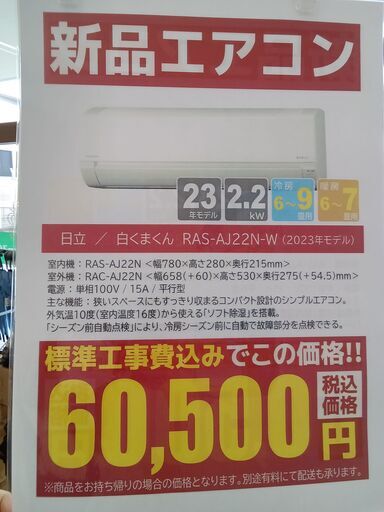 新品エアコン
23
年モデル
2.2
kW
冷房
6～9
畳用
暖房
6～7
畳用
日立 ／ 白くまくん RAS-AJ22N-W（2023年モデル）
室内機：RAS-AJ22N ＜幅780×高さ280×奥行215mm＞
室外機：RAC-AJ22N ＜幅658(＋60)×高さ530×奥行275(＋54.5)mm＞
電源：単相100V / 15A / 平行型
主な機能：狭いスペースにもすっきり収まるコンパクト設計のシンプルエアコン。
外気温10度(室内温度16度)から使える「ソフト除湿」を搭載。
「シーズン前自動点検」により、冷房シーズン前に自動で故障部分を点検できる。
標準工事費込みでこの価格!!
60,500円
税込
価格
※商品をお持ち帰りの場合の価格となります。別途有料にて配送も承ります。